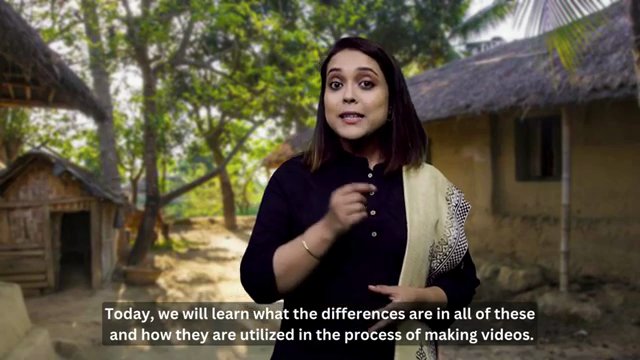 Today, we will learn what the differences are in all of these
and how they are utilized in the process of making videos.